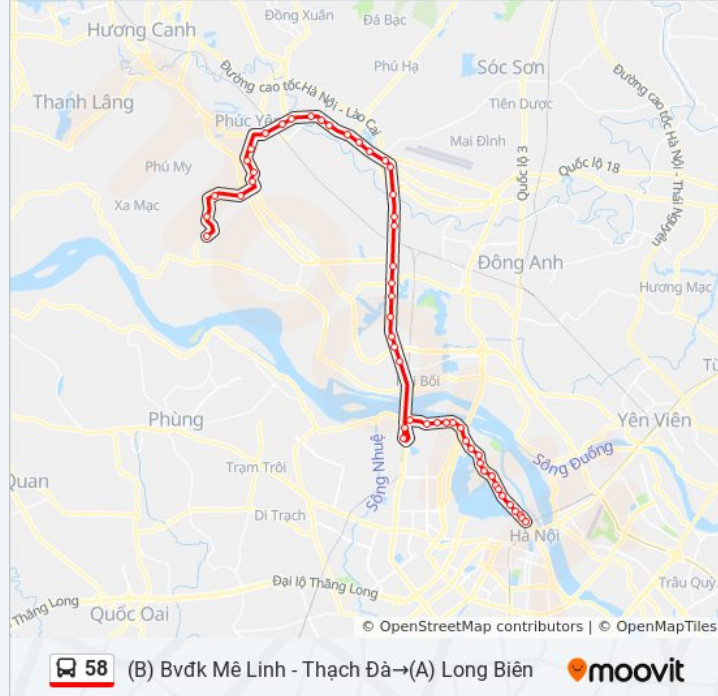 Đồng Xuân
Đá Bạc
Hương Canh
Đường cao tốc Hà Nội - Lào Cai
Phú Hạ
Sóc Sơn
Đường cao tốc Hà Nội - Thái Nguyên
Thanh Lãng
Tiên Dược
Phúc Yên
Mai Đình
Quốc lộ 3
Quốc lộ 18
Phú My
Xa Mạc
Đông Anh
Hương Mạc
Từ
Bối
Yên Viên
Phùng
Sông Nhuệ
Sông Đuống
Trạm Trôi
Quan
Di Trạch
Hà Nội
Đại lộ Thăng Long
Trâu Quỳ
Thăng Long
Quốc Oai
© OpenStreetMap contributors | © OpenMapTiles
58 (B) Bvđk Mê Linh - Thạch Đà→(A) Long Biên moovit